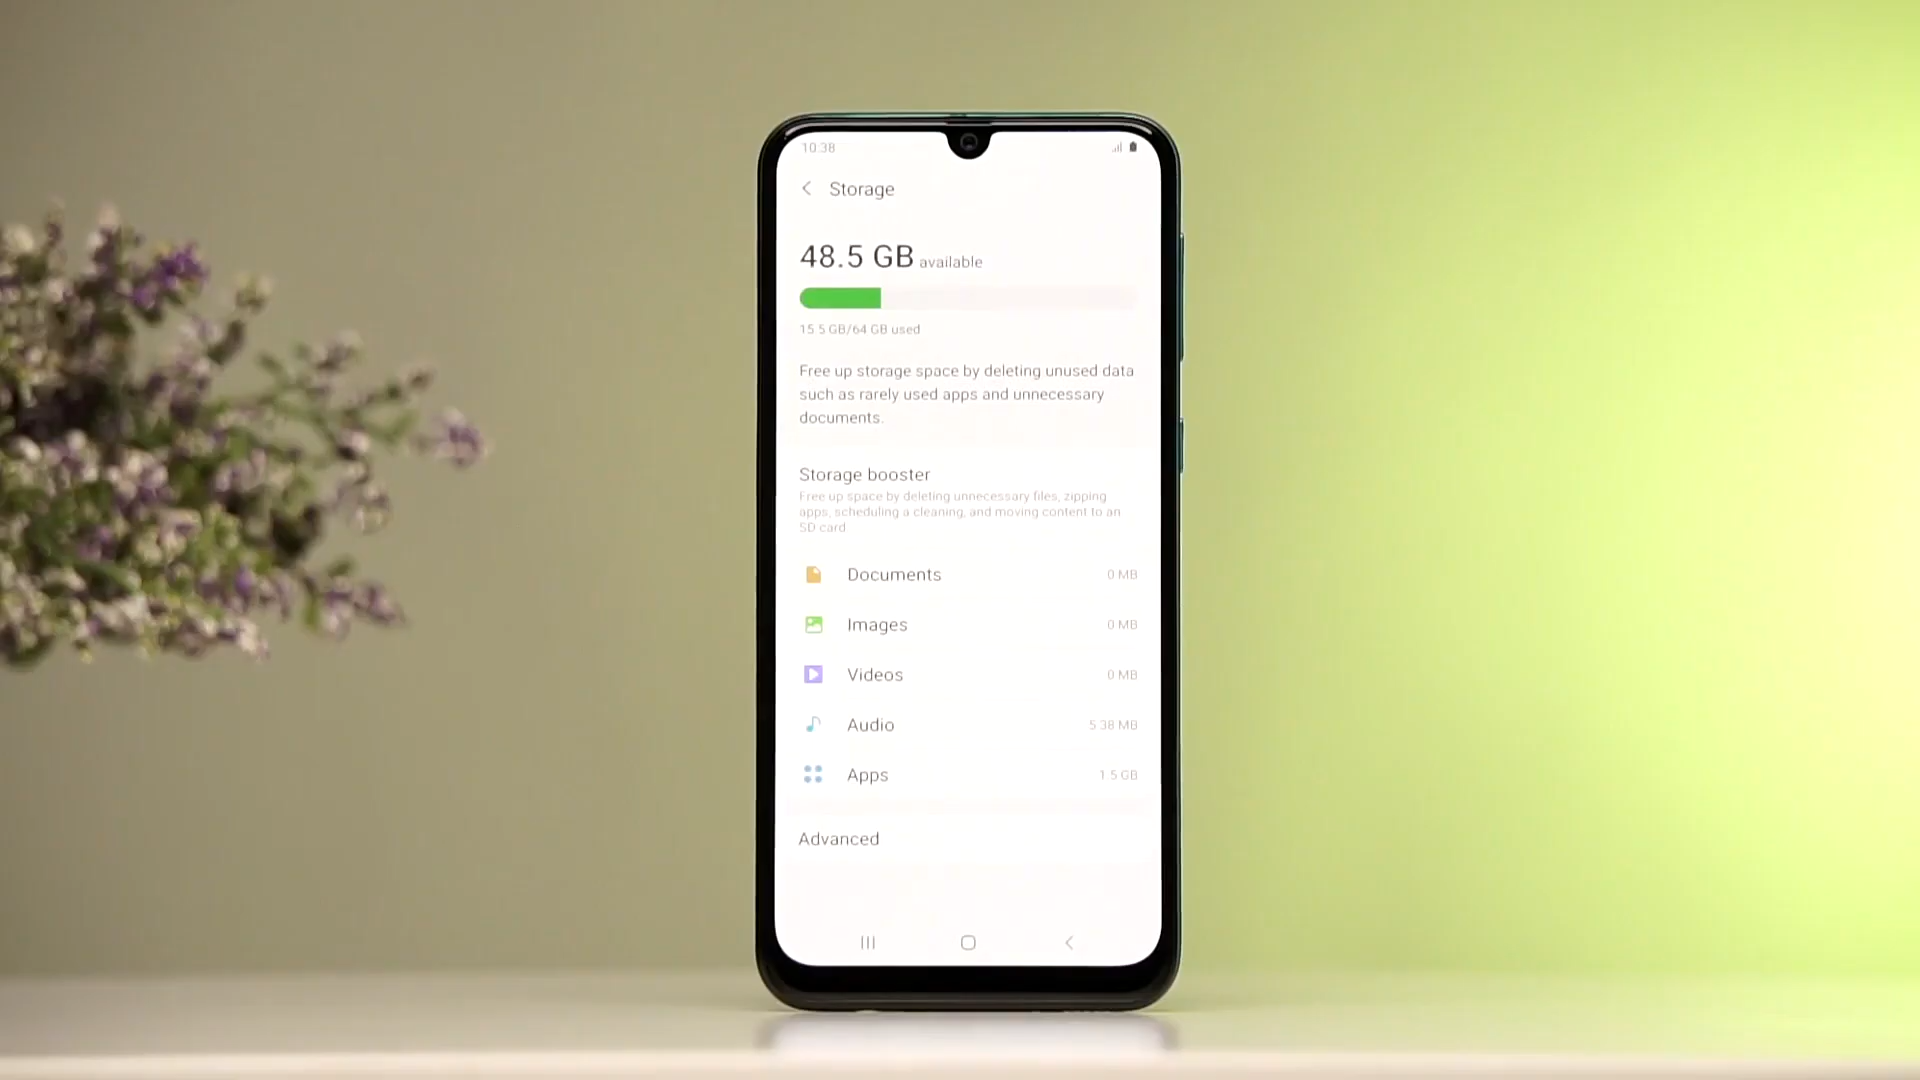 10:38
Storage
48.5 GB available
15.5 GB/64 GB used
Free up storage space by deleting unused data
such as rarely used apps and unnecessary
documents.
Storage booster
Free up space by deleting unnecessary files, zipping
apps, scheduling a cleaning, and moving content to an
SD card
Documents 0 MB
Images 0 MB
Videos 0 MB
Audio 5.38 MB
Apps 1.5 GB
Advanced